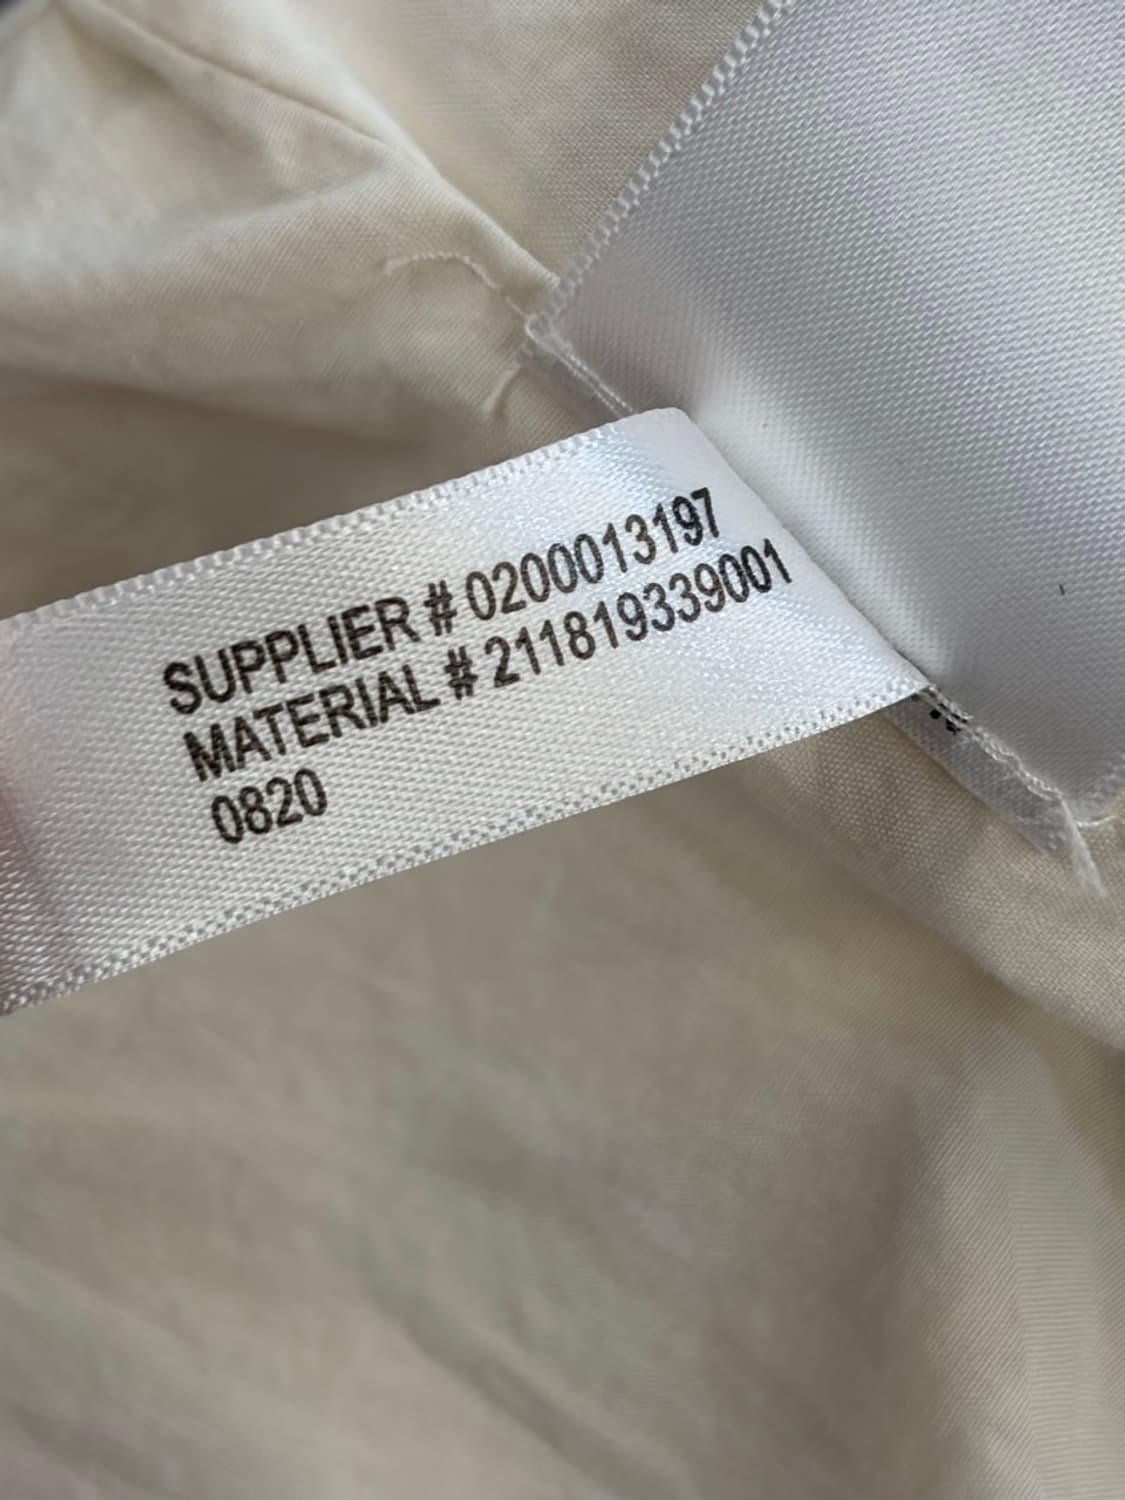 SUPPLIER # 0200013197
MATERIAL # 211819339001
0820